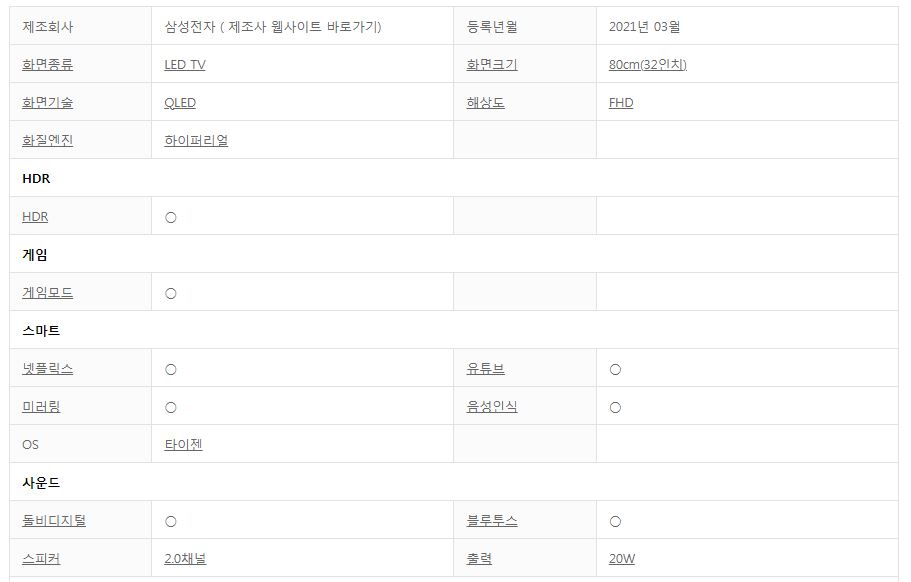 제조회사 삼성전자 ( 제조사 웹사이트 바로가기) 등록년월 2021년 03월
화면종류 LED TV 화면크기 80cm(32인치)
화면기술 QLED 해상도 FHD
화질엔진 하이퍼리얼
HDR
HDR ○
게임
게임모드 ○
스마트
넷플릭스 ○ 유튜브 ○
미러링 ○ 음성인식 ○
OS 타이젠
사운드
돌비디지털 ○ 블루투스 ○
스피커 2.0채널 출력 20W